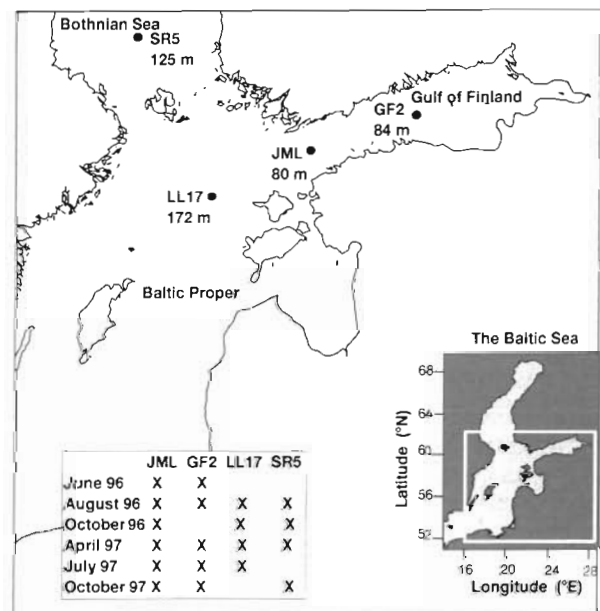 Bothnian Sea
SR5
125 m
Gulf of Finland
GF2
84 m
JML
80 m
LL17
172 m
Baltic Proper
The Baltic Sea
68
64
60
56
52
Latitude (°N)
16 20 24 28
Longitude (°E)
JML GF2 LL17 SR5
June 96 X X
August 96 X X X X
October 96 X X X
April 97 X X X X
July 97 X X X
October 97 X X X